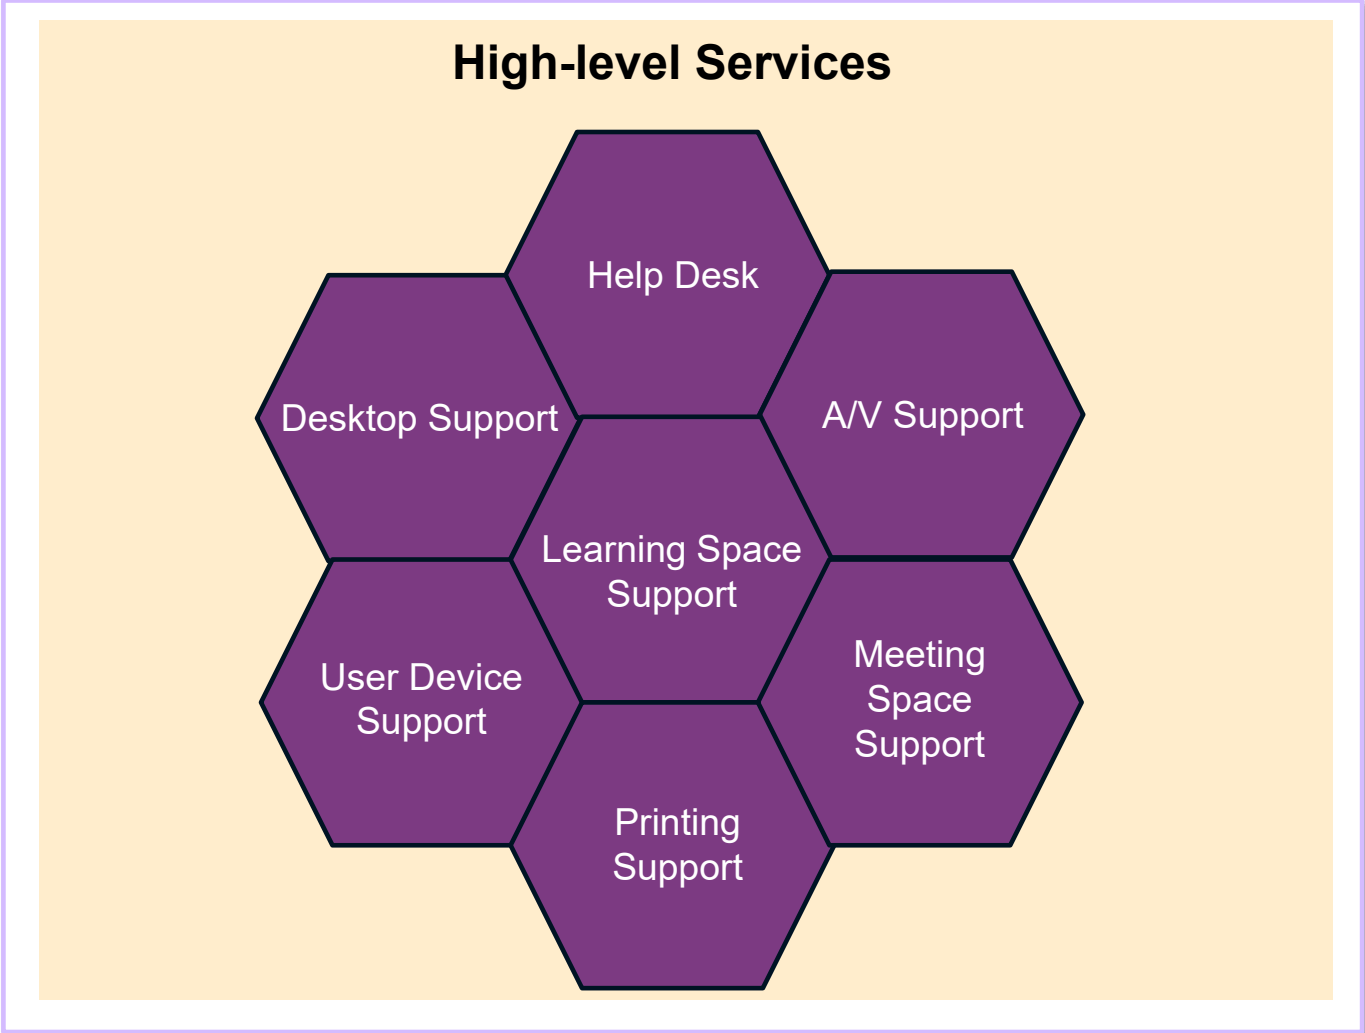 High-level Services
Help Desk
Desktop Support
A/V Support
Learning Space
Support
User Device
Support
Meeting
Space
Support
Printing
Support